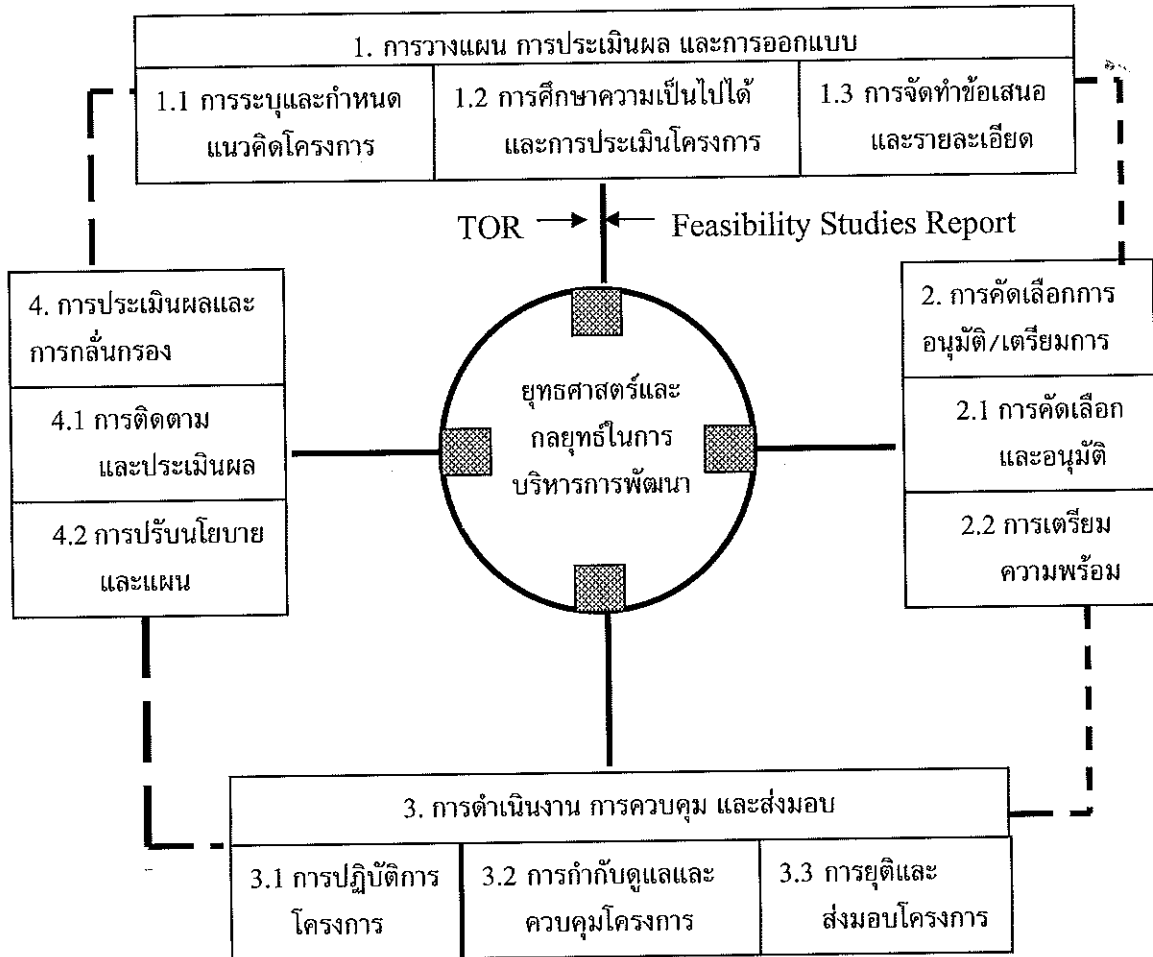 1. การวางแผน การประเมินผล และการออกแบบ
1.1 การระบุและกำหนด
แนวคิดโครงการ
1.2 การศึกษาความเป็นไปได้
และการประเมินโครงการ
1.3 การจัดทำข้อเสนอ
และรายละเอียด
TOR
Feasibility Studies Report
4. การประเมินผลและ
การกลั่นกรอง
4.1 การติดตาม
และประเมินผล
4.2 การปรับนโยบาย
และแผน
ยุทธศาสตร์และ
กลยุทธ์ในการ
บริหารการพัฒนา
2. การคัดเลือกการ
อนุมัติ/เตรียมการ
2.1 การคัดเลือก
และอนุมัติ
2.2 การเตรียม
ความพร้อม
3. การดำเนินงาน การควบคุม และส่งมอบ
3.1 การปฏิบัติการ
โครงการ
3.2 การกำกับดูแลและ
ควบคุมโครงการ
3.3 การยุติและ
ส่งมอบโครงการ